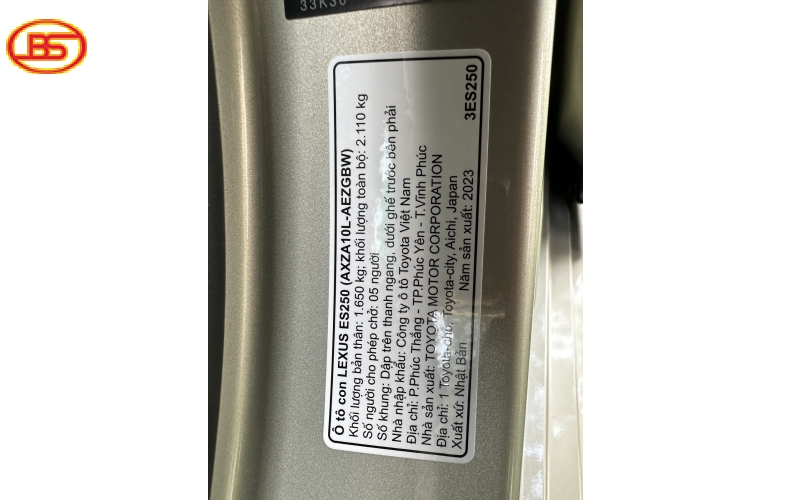 BS
33K30
Ô tô con LEXUS ES250 (AXZA10L-AEZGBW)
Khối lượng bản thân: 1.650 kg; khối lượng toàn bộ: 2.110 kg
Số người cho phép chở: 05 người
Số khung: Dập trên thanh ngang, dưới ghế trước bên phải
Nhà nhập khẩu: Công ty ô tô Toyota Việt Nam
Địa chỉ: P.Phúc Thắng - TP.Phúc Yên - T.Vĩnh Phúc
Nhà sản xuất: TOYOTA MOTOR CORPORATION
Địa chỉ: 1 Toyota-cho, Toyota-city, Aichi, Japan
Xuất xứ: Nhật Bản Năm sản xuất: 2023
3ES250